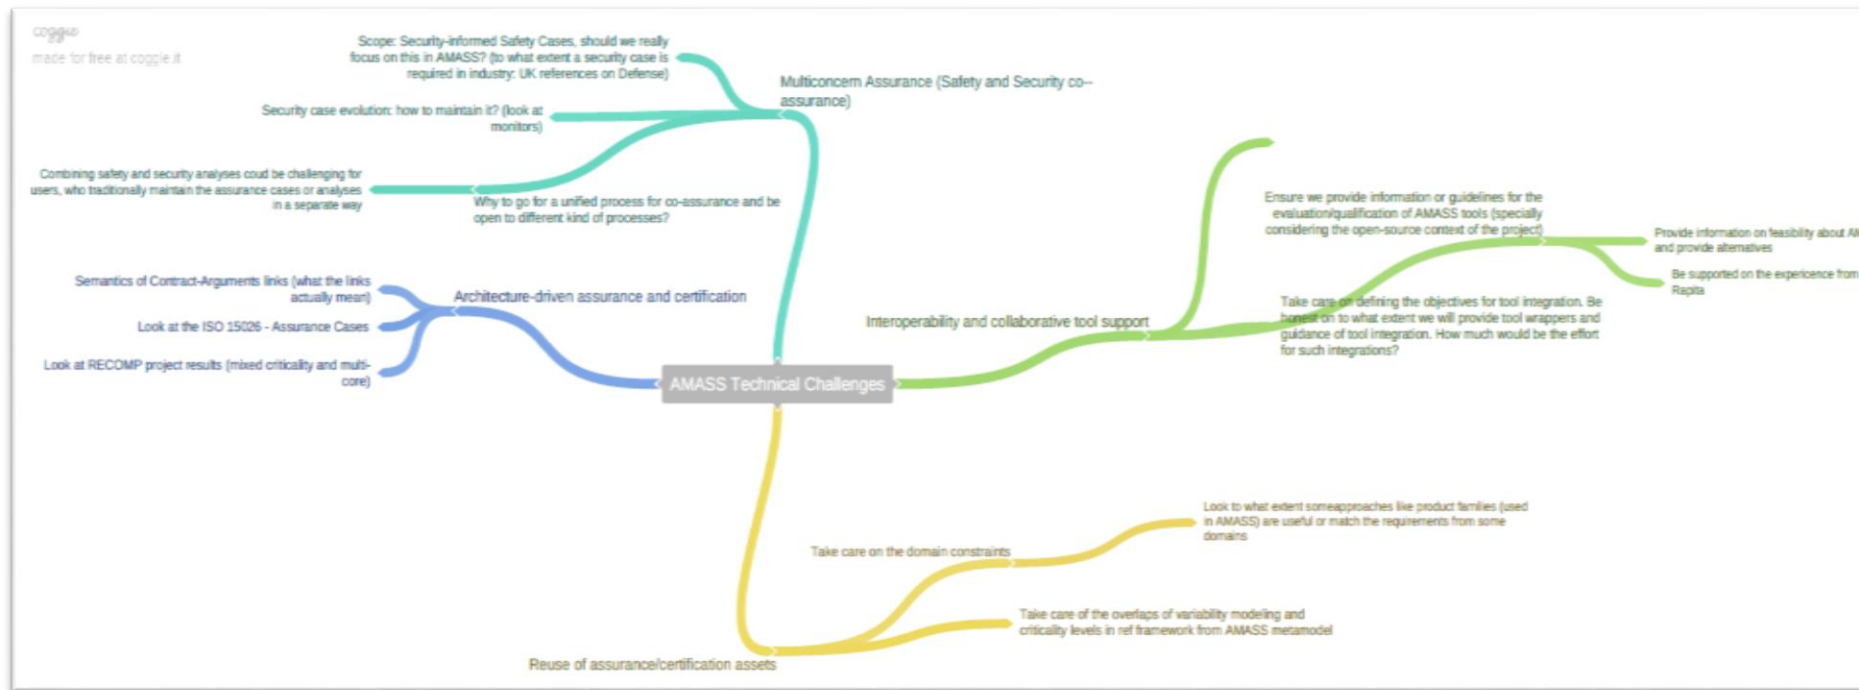 coggle
made for free at coggle.it
Scope: Security-informed Safety Cases, should we really
focus on this in AMASS? (to what extent a security case is
required in industry: UK references on Defense)
Multiconcern Assurance (Safety and Security co-
assurance)
Security case evolution: how to maintain it? (look at
monitors)
Combining safety and security analyses coud be challenging for
users, who traditionally maintain the assurance cases or analyses
in a separate way
Why to go for a unified process for co-assurance and be
open to different kind of processes?
Semantics of Contract-Arguments links (what the links
actually mean)
Architecture-driven assurance and certification
Look at the ISO 15026 - Assurance Cases
Look at RECOMP project results (mixed criticality and multi-
core)
AMASS Technical Challenges
Interoperability and collaborative tool support
Ensure we provide information or guidelines for the
evaluation/qualification of AMASS tools (specially
considering the open-source context of the project)
Provide information on feasibility about AM
and provide alternatives
Be supported on the expericence from
Rapita
Take care on defining the objectives for tool integration. Be
honest on to what extent we will provide tool wrappers and
guidance of tool integration. How much would be the effort
for such integrations?
Look to what extent someapproaches like product families (used
in AMASS) are useful or match the requirements from some
domains
Take care on the domain constraints
Take care of the overlaps of variability modeling and
criticality levels in ref framework from AMASS metamodel
Reuse of assurance/certification assets